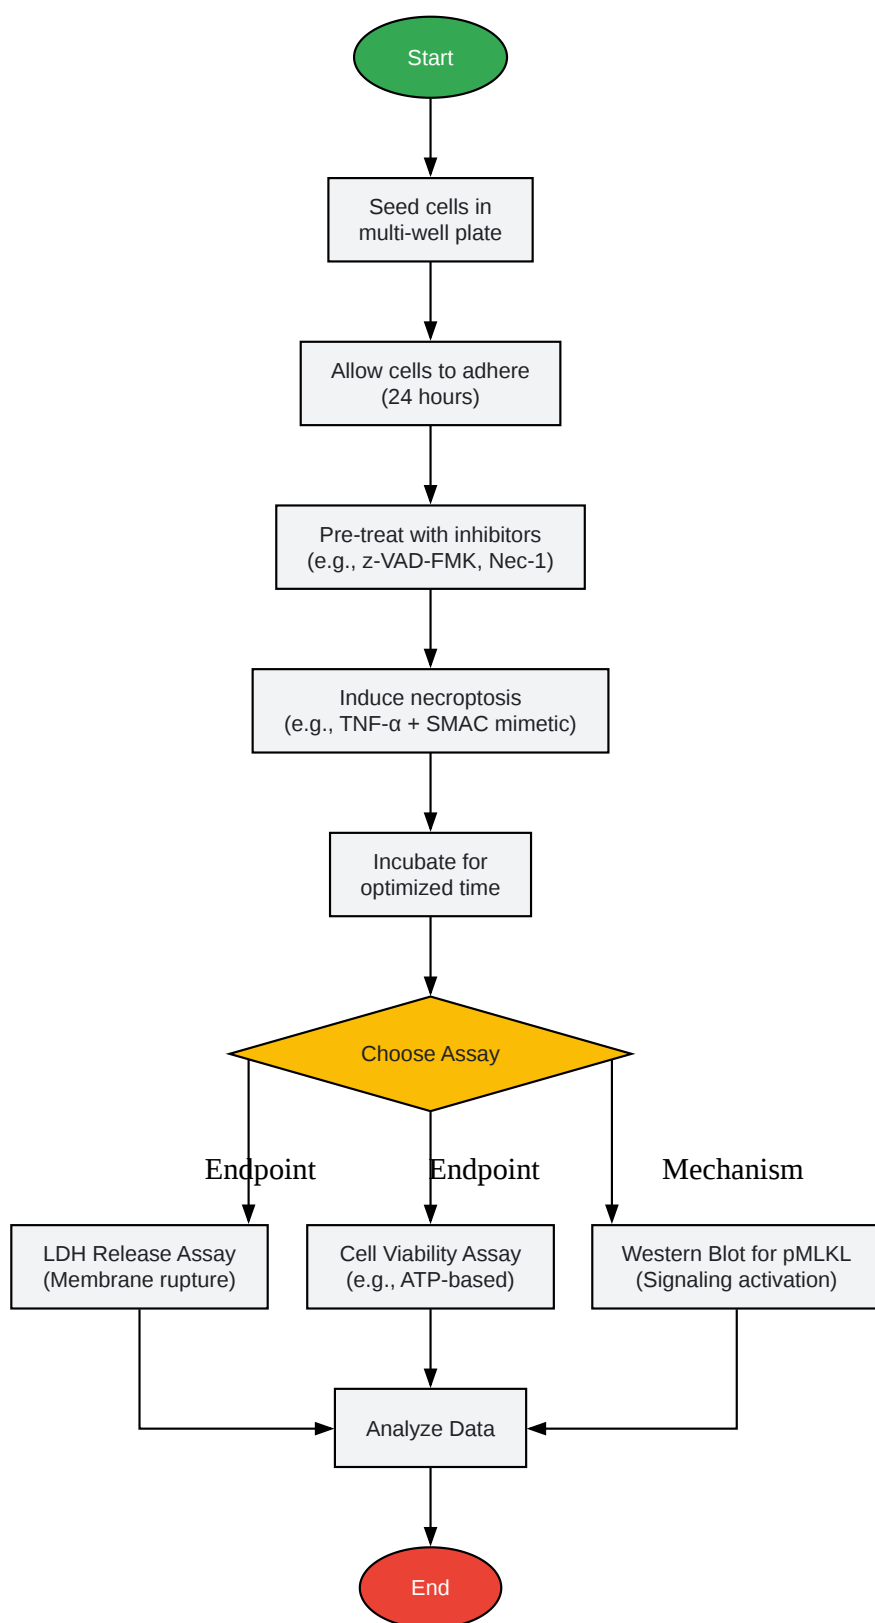 Start
Seed cells in
multi-well plate
Allow cells to adhere
(24 hours)
Pre-treat with inhibitors
(e.g., z-VAD-FMK, Nec-1)
Induce necroptosis
(e.g., TNF-α + SMAC mimetic)
Incubate for
optimized time
Choose Assay
Endpoint
Endpoint
Mechanism
LDH Release Assay
(Membrane rupture)
Cell Viability Assay
(e.g., ATP-based)
Western Blot for pMLKL
(Signaling activation)
Analyze Data
End